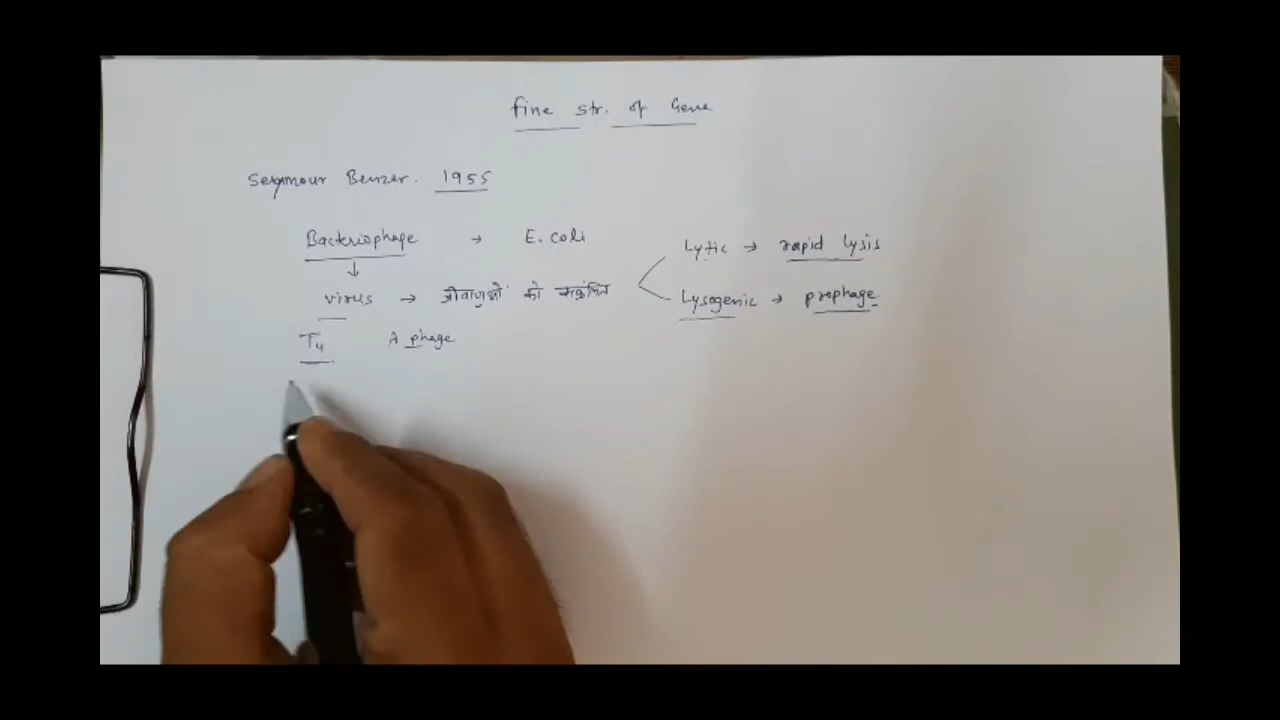 fine str. of Gene
Seymour Benzer. 1955
Bacteriophage → E. coli
Lytic → rapid lysis
virus → जीवाणुओं को संक्रमित
Lysogenic → prophage
T4 λ phage